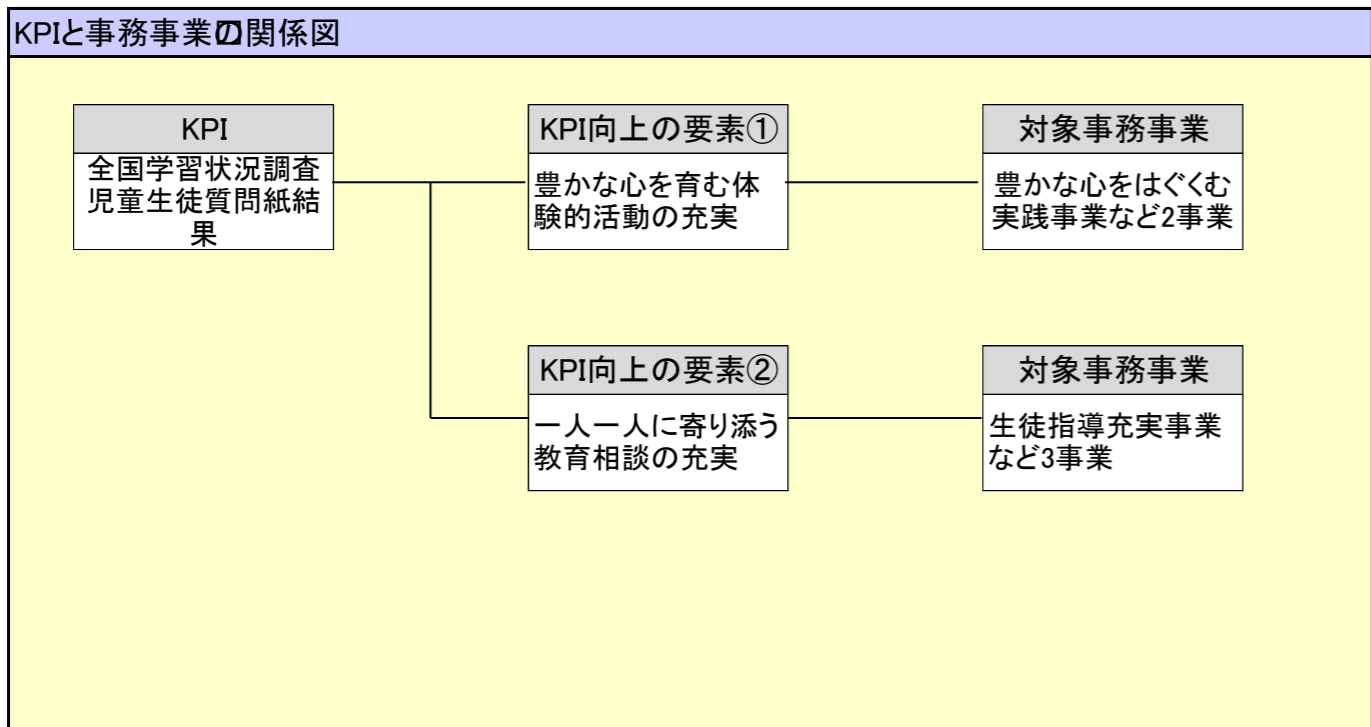 KPIと事務事業の関係図
KPI
全国学習状況調査
児童生徒質問紙結
果
KPI向上の要素①
豊かな心を育む体
験的活動の充実
対象事務事業
豊かな心をはぐくむ
実践事業など2事業
KPI向上の要素②
一人一人に寄り添う
教育相談の充実
対象事務事業
生徒指導充実事業
など3事業